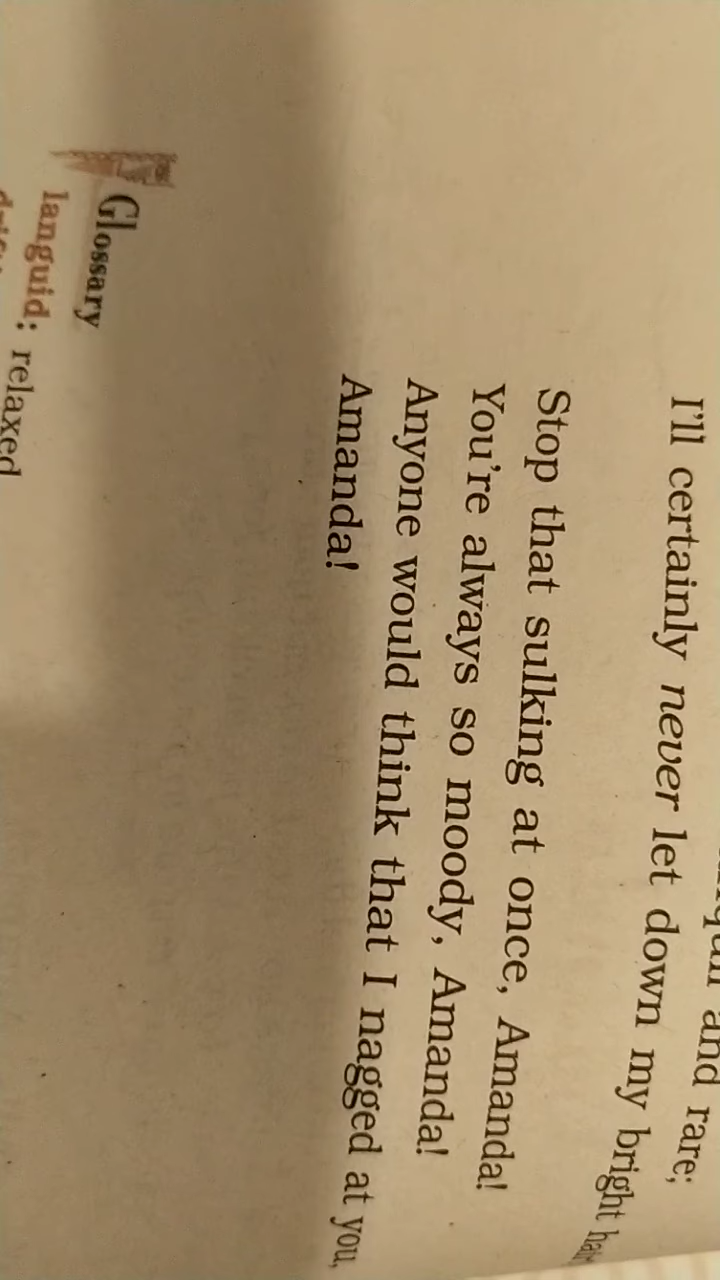 and rare;
I'll certainly never let down my bright hair
Stop that sulking at once, Amanda!
You're always so moody, Amanda!
Anyone would think that I nagged at you,
Amanda!
Glossary
languid: relaxed